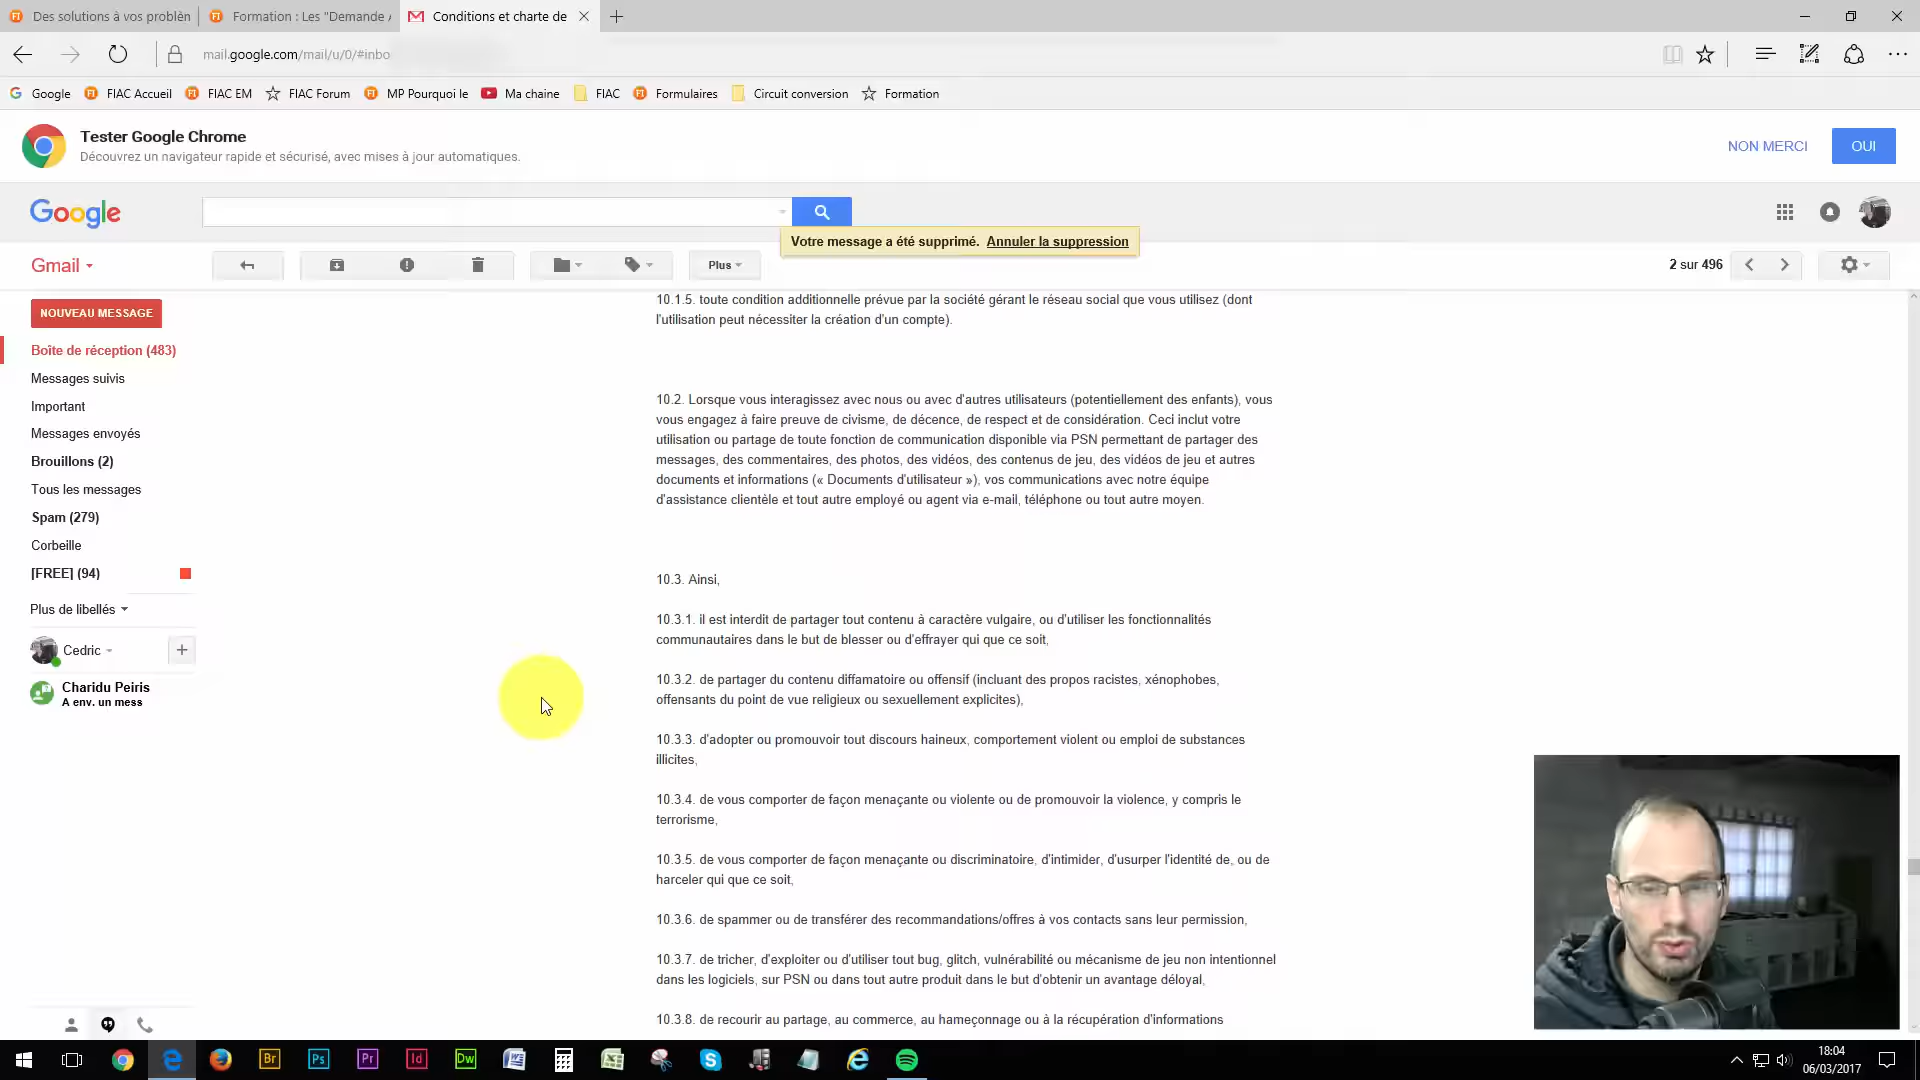 Des solutions à vos problèn
Formation : Les "Demande A
Conditions et charte de
mail.google.com/mail/u/0/#inbo
Google
FIAC Accueil
FIAC EM
FIAC Forum
MP Pourquoi le
Ma chaine
FIAC
Formulaires
Circuit conversion
Formation
Tester Google Chrome
Découvrez un navigateur rapide et sécurisé, avec mises à jour automatiques.
NON MERCI
OUI
Google
Votre message a été supprimé. Annuler la suppression
Gmail
Plus
2 sur 496
NOUVEAU MESSAGE
Boîte de réception (483)
Messages suivis
Important
Messages envoyés
Brouillons (2)
Tous les messages
Spam (279)
Corbeille
[FREE] (94)
Plus de libellés
Cedric
Charidu Peiris
A env. un mess
10.1.5. toute condition additionnelle prévue par la société gérant le réseau social que vous utilisez (dont
l'utilisation peut nécessiter la création d'un compte).
10.2. Lorsque vous interagissez avec nous ou avec d'autres utilisateurs (potentiellement des enfants), vous
vous engagez à faire preuve de civisme, de décence, de respect et de considération. Ceci inclut votre
utilisation ou partage de toute fonction de communication disponible via PSN permettant de partager des
messages, des commentaires, des photos, des vidéos, des contenus de jeu, des vidéos de jeu et autres
documents et informations (« Documents d'utilisateur »), vos communications avec notre équipe
d'assistance clientèle et tout autre employé ou agent via e-mail, téléphone ou tout autre moyen.
10.3. Ainsi,
10.3.1. il est interdit de partager tout contenu à caractère vulgaire, ou d'utiliser les fonctionnalités
communautaires dans le but de blesser ou d'effrayer qui que ce soit,
10.3.2. de partager du contenu diffamatoire ou offensif (incluant des propos racistes, xénophobes,
offensants du point de vue religieux ou sexuellement explicites),
10.3.3. d'adopter ou promouvoir tout discours haineux, comportement violent ou emploi de substances
illicites,
10.3.4. de vous comporter de façon menaçante ou violente ou de promouvoir la violence, y compris le
terrorisme,
10.3.5. de vous comporter de façon menaçante ou discriminatoire, d'intimider, d'usurper l'identité de, ou de
harceler qui que ce soit,
10.3.6. de spammer ou de transférer des recommandations/offres à vos contacts sans leur permission,
10.3.7. de tricher, d'exploiter ou d'utiliser tout bug, glitch, vulnérabilité ou mécanisme de jeu non intentionnel
dans les logiciels, sur PSN ou dans tout autre produit dans le but d'obtenir un avantage déloyal,
10.3.8. de recourir au partage, au commerce, au hameçonnage ou à la récupération d'informations
Br
Ps
Pr
Id
Dw
18:04
06/03/2017